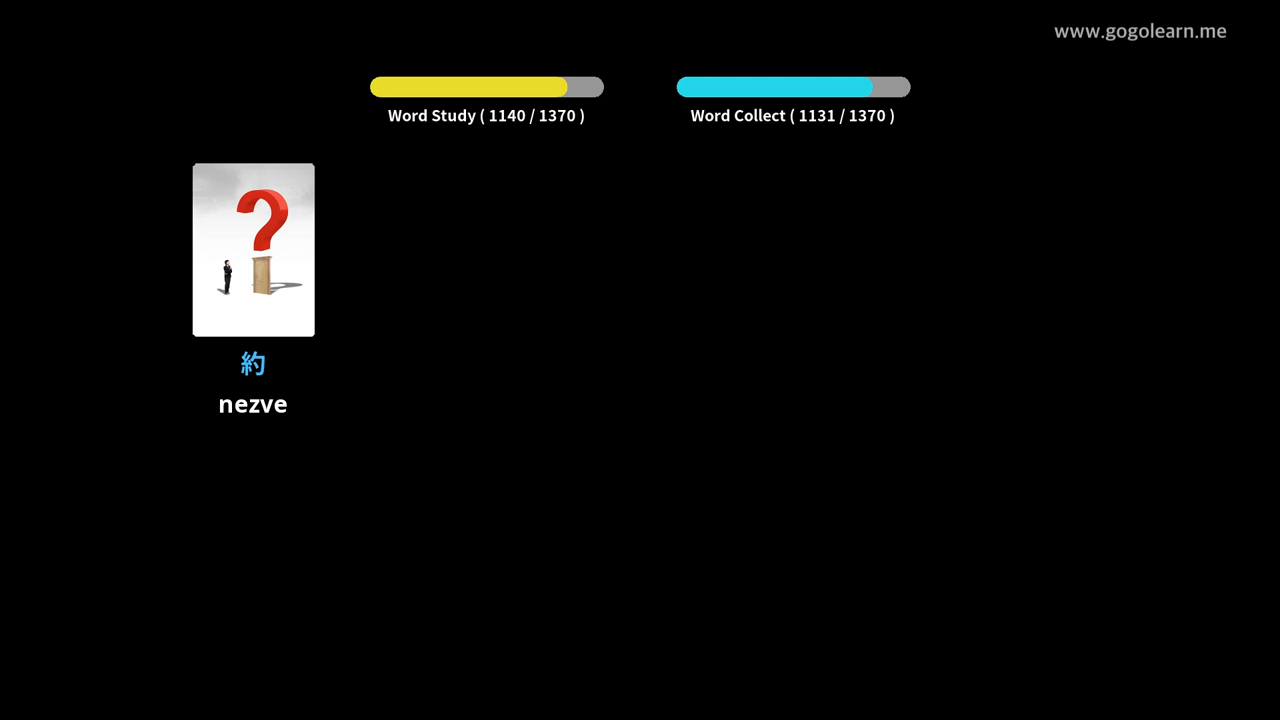 www.gogolearn.me
Word Study ( 1140 / 1370 )
Word Collect ( 1131 / 1370 )
?
約
nezve